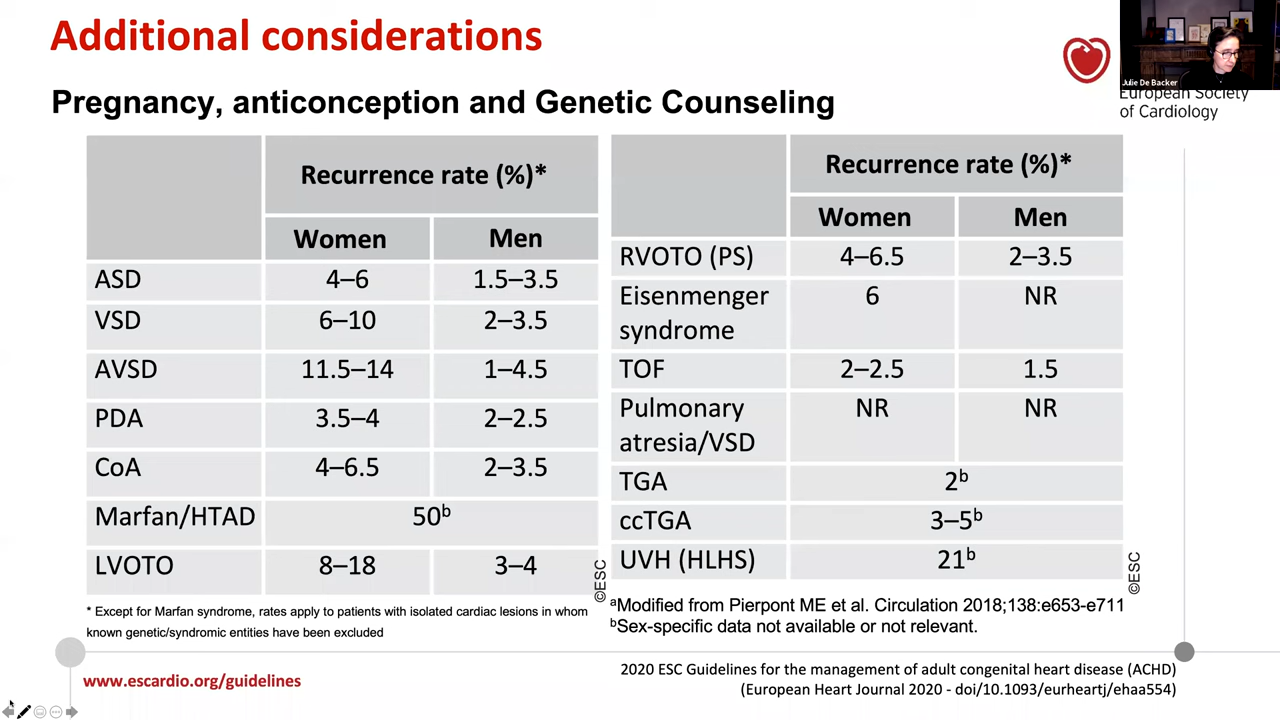 Additional considerations
Julie De Backer
European Society
of Cardiology
Pregnancy, anticonception and Genetic Counseling
Recurrence rate (%)*
Women Men
ASD 4–6 1.5–3.5
VSD 6–10 2–3.5
AVSD 11.5–14 1–4.5
PDA 3.5–4 2–2.5
CoA 4–6.5 2–3.5
Marfan/HTAD 50ᵇ
LVOTO 8–18 3–4
©ESC
* Except for Marfan syndrome, rates apply to patients with isolated cardiac lesions in whom
known genetic/syndromic entities have been excluded
Recurrence rate (%)*
Women Men
RVOTO (PS) 4–6.5 2–3.5
Eisenmenger
syndrome
6 NR
TOF 2–2.5 1.5
Pulmonary
atresia/VSD
NR NR
TGA 2ᵇ
ccTGA 3–5ᵇ
UVH (HLHS) 21ᵇ
©ESC
ᵃModified from Pierpont ME et al. Circulation 2018;138:e653-e711
ᵇSex-specific data not available or not relevant.
www.escardio.org/guidelines
2020 ESC Guidelines for the management of adult congenital heart disease (ACHD)
(European Heart Journal 2020 - doi/10.1093/eurheartj/ehaa554)